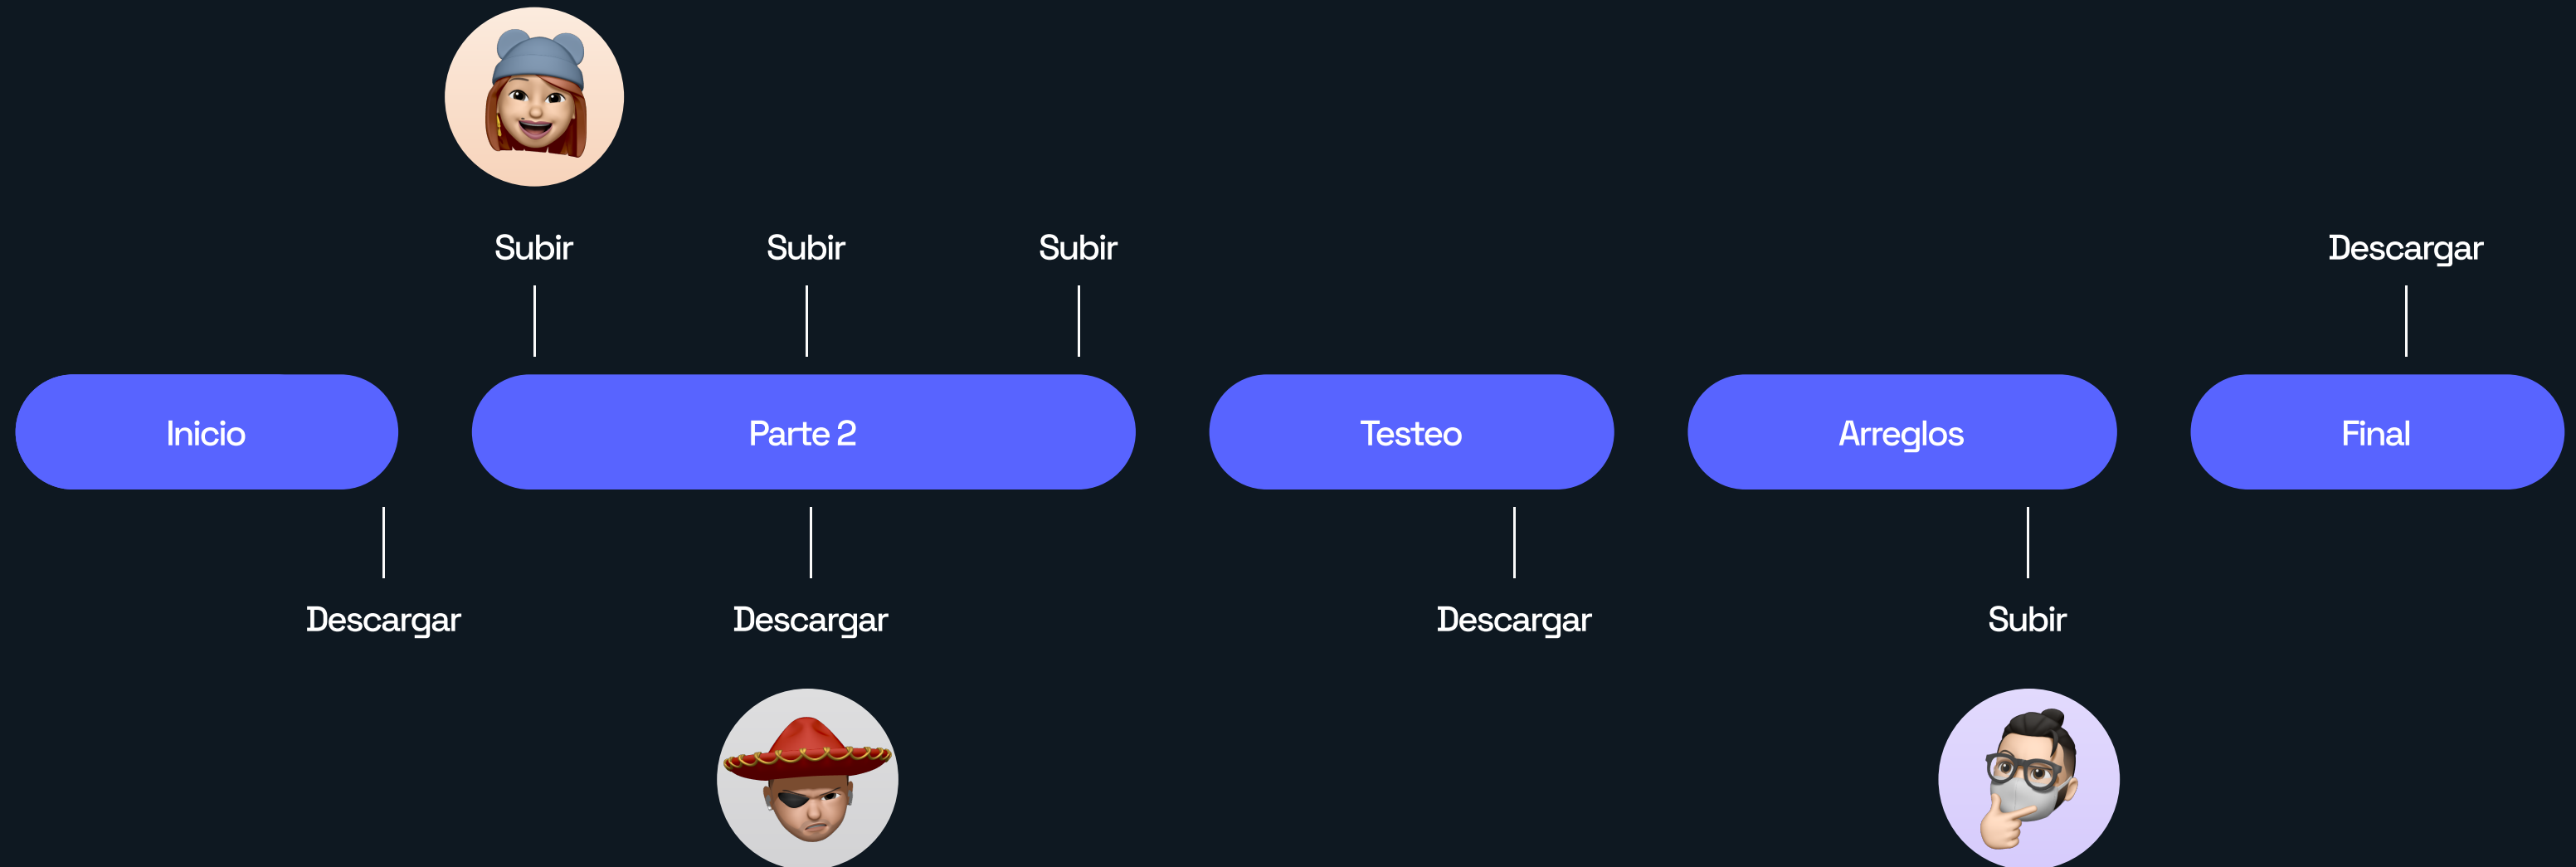 Subir
Subir
Subir
Descargar
Inicio
Parte 2
Testeo
Arreglos
Final
Descargar
Descargar
Descargar
Subir